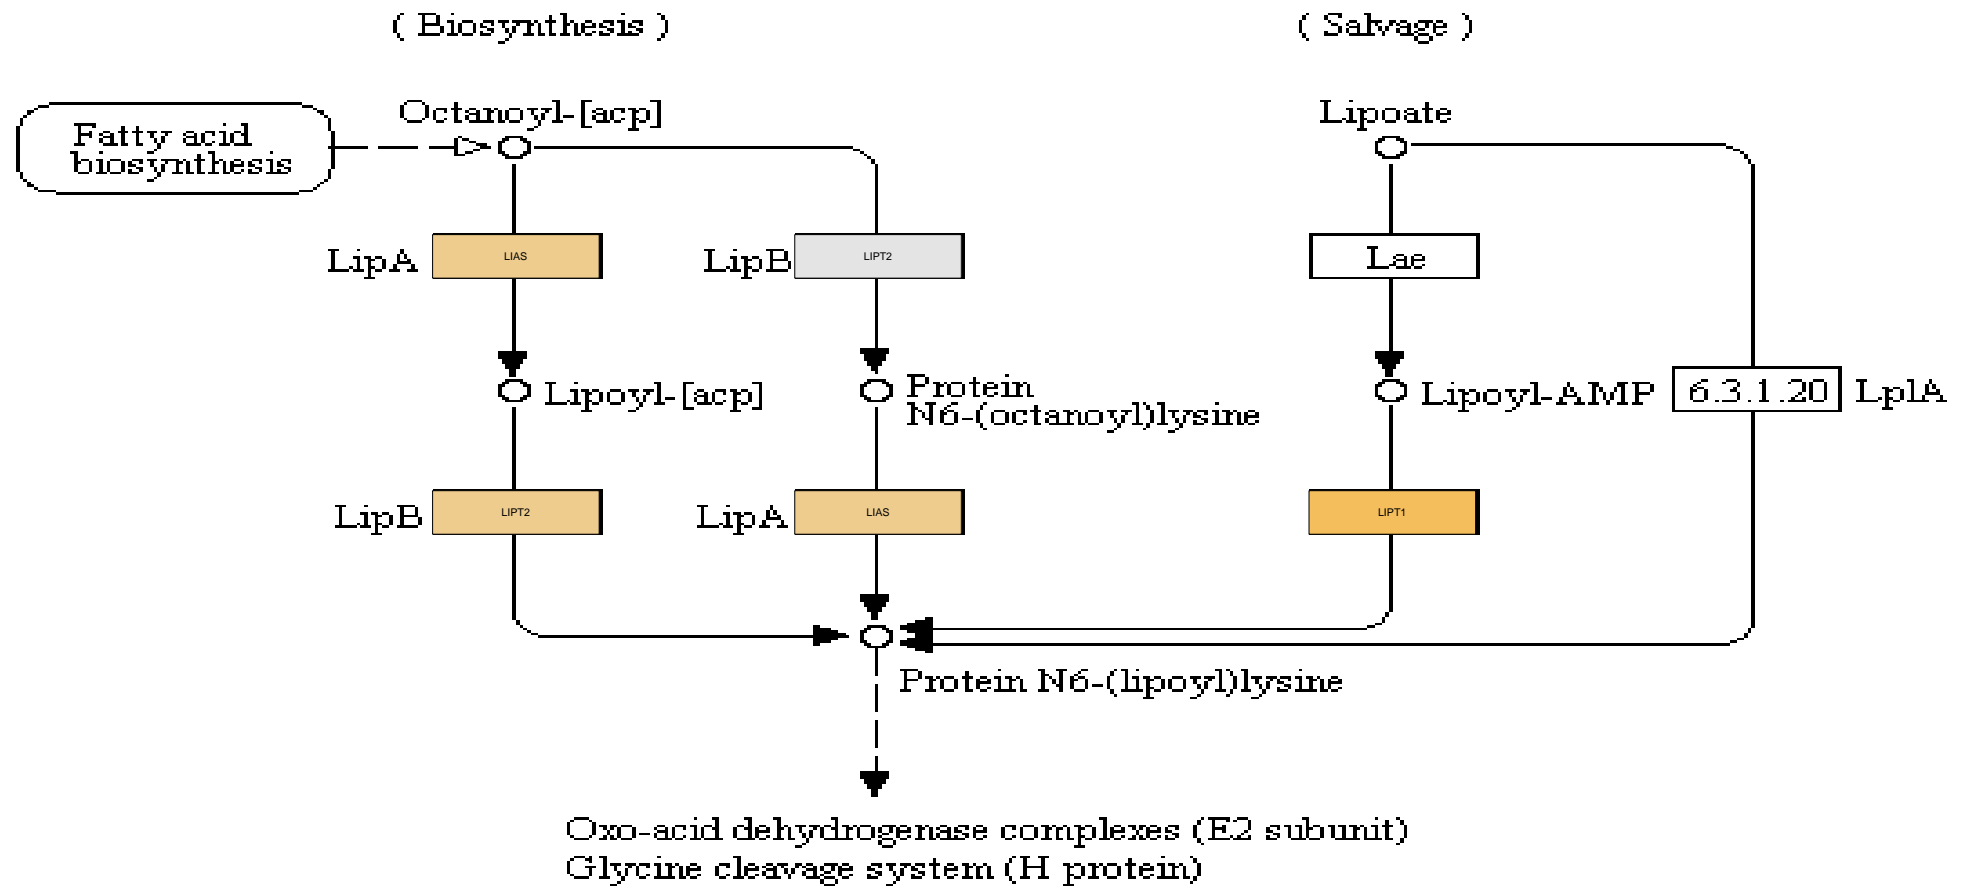 ( Biosynthesis )
( Salvage )
Octanoyl-[acp]
Lipoate
Fatty acid
biosynthesis
LipA
LIAS
LipB
LIPT2
Lae
Lipoyl-[acp]
Protein
N6-(octanoyl)lysine
Lipoyl-AMP
6.3.1.20
LplA
LipB
LIPT2
LipA
LIAS
LIPT1
Protein N6-(lipoyl)lysine
Oxo-acid dehydrogenase complexes (E2 subunit)
Glycine cleavage system (H protein)